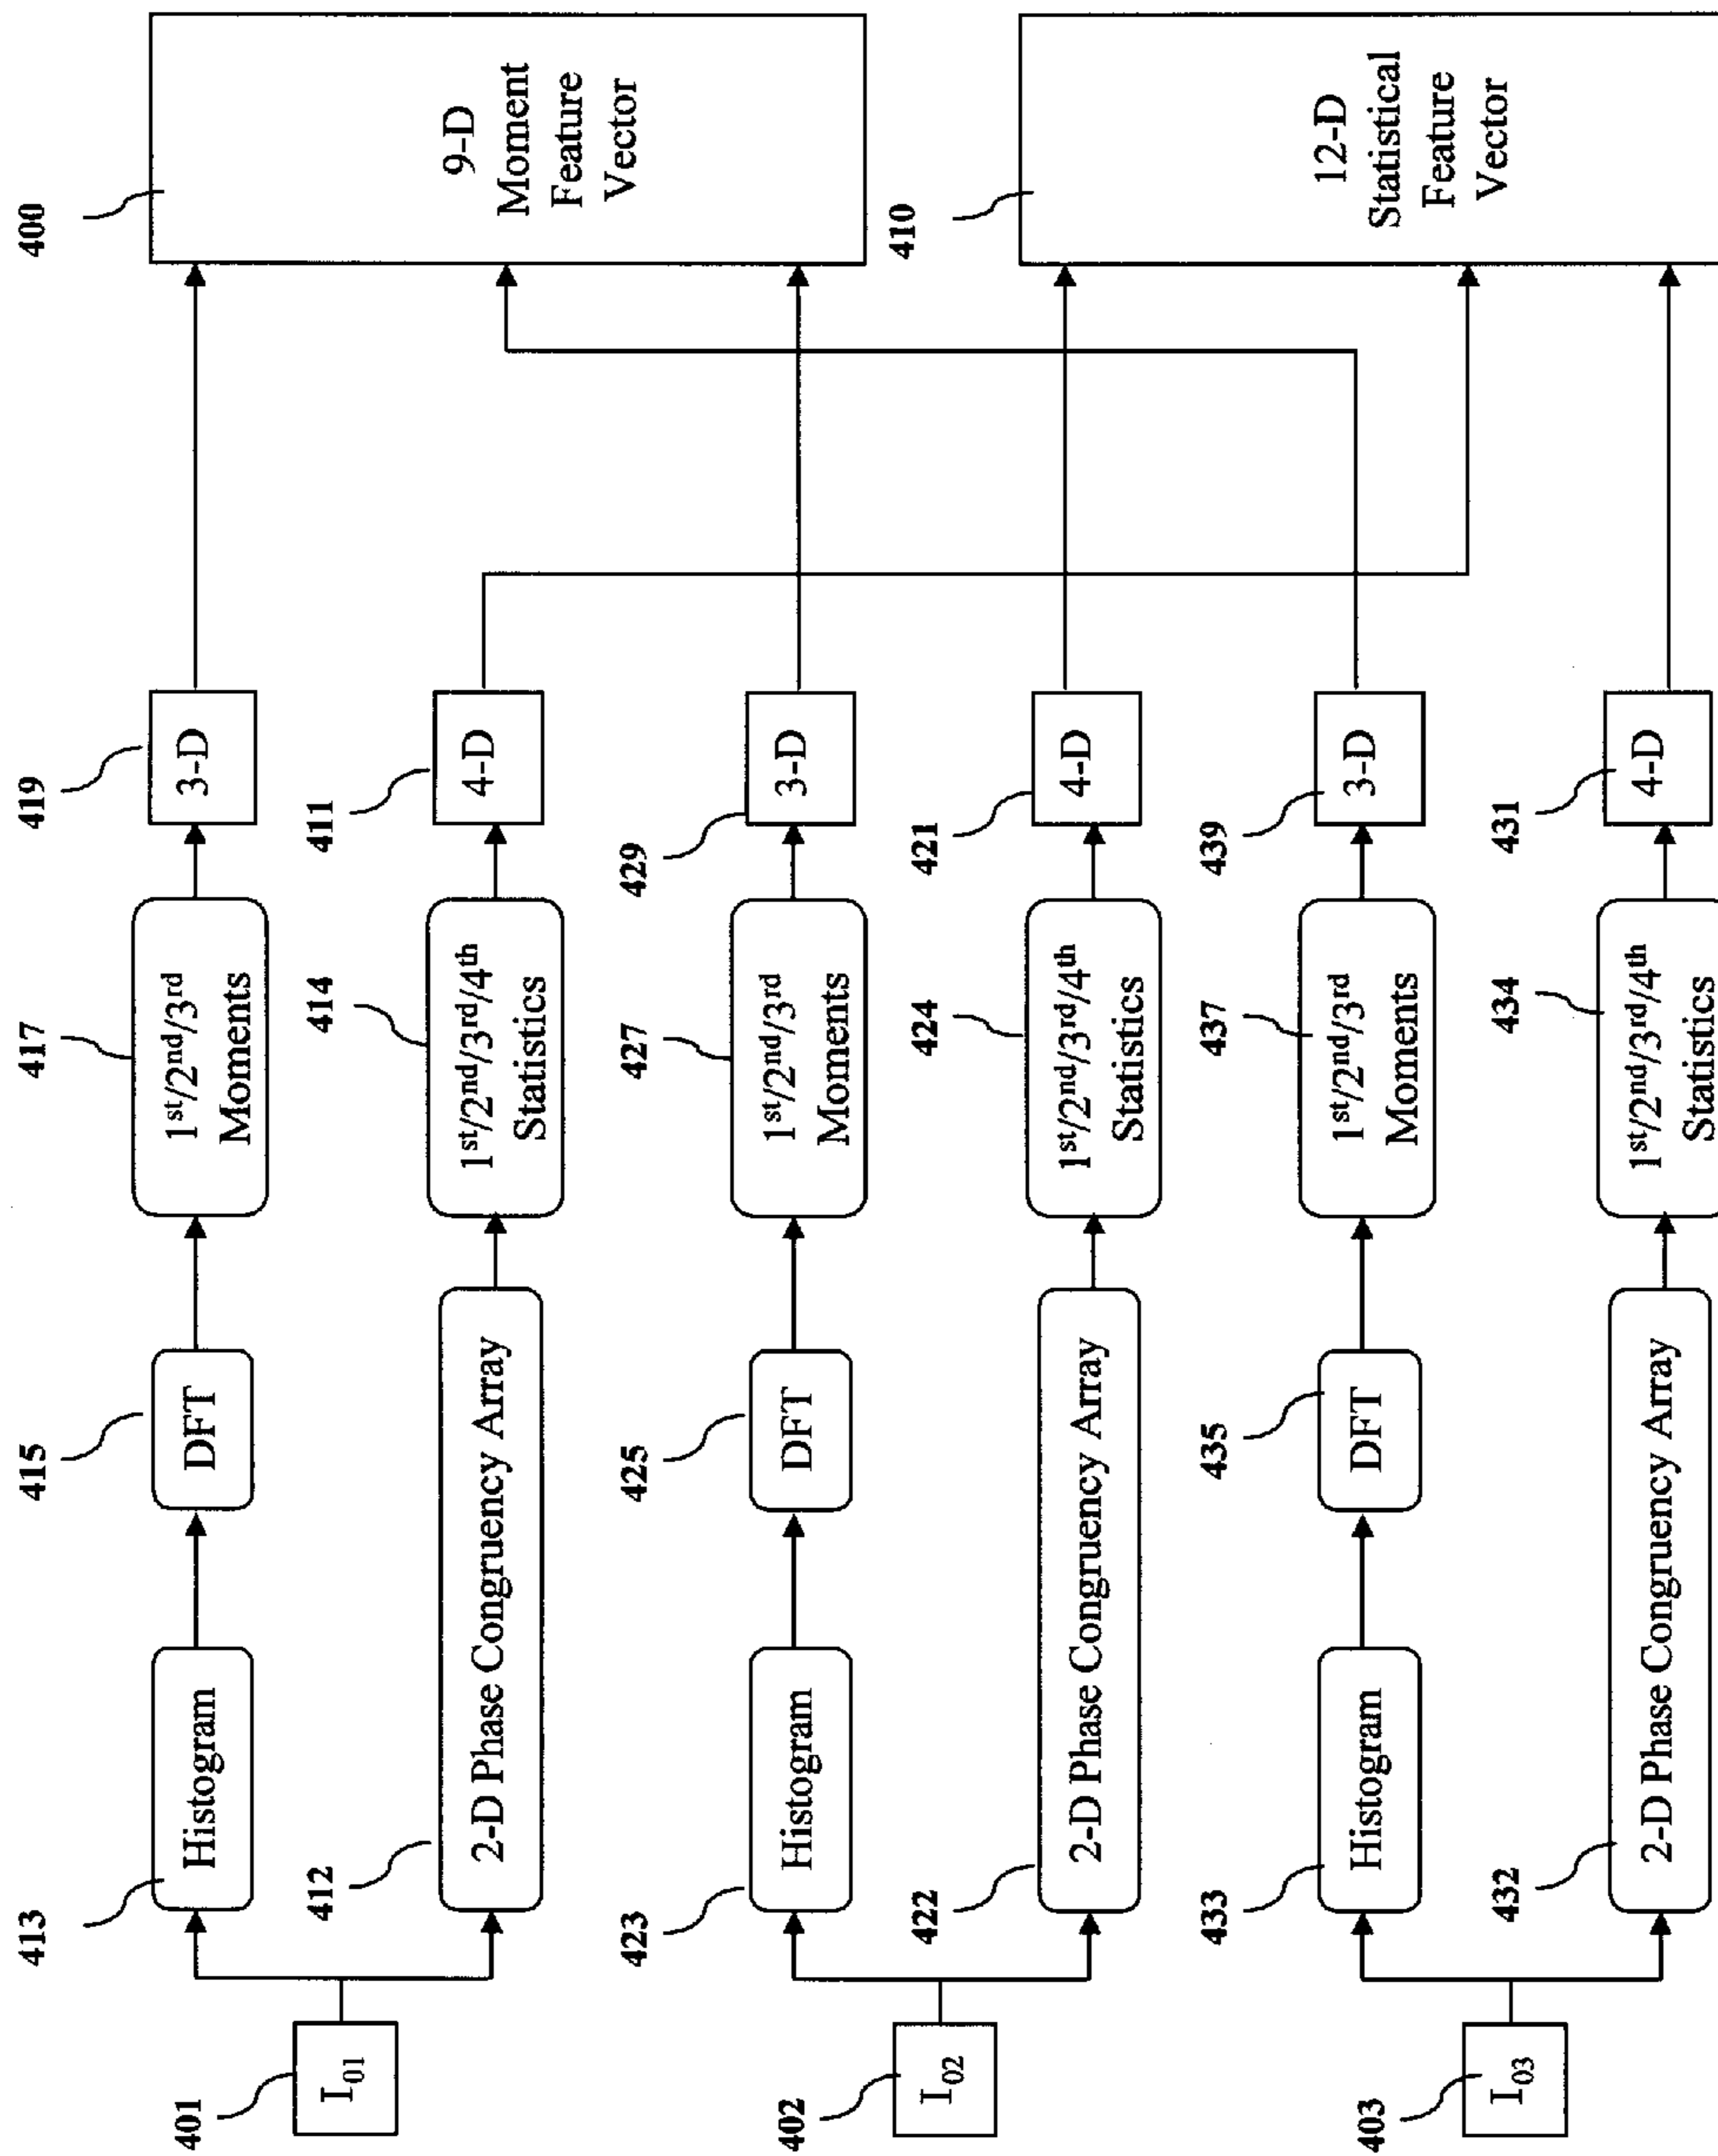 401
I01
413
Histogram
415
DFT
417
1st/2nd/3rd
Moments
419
3-D
400
9-D
Moment
Feature
Vector
412
2-D Phase Congruency Array
414
1st/2nd/3rd/4th
Statistics
411
4-D
402
I02
423
Histogram
425
DFT
427
1st/2nd/3rd
Moments
429
3-D
422
2-D Phase Congruency Array
424
1st/2nd/3rd/4th
Statistics
421
4-D
410
12-D
Statistical
Feature
Vector
403
I03
433
Histogram
435
DFT
437
1st/2nd/3rd
Moments
439
3-D
432
2-D Phase Congruency Array
434
1st/2nd/3rd/4th
Statistics
431
4-D